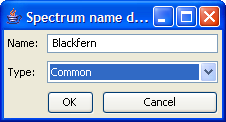 Spectrum name d...
Name: Blackfern
Type: Common
OK Cancel